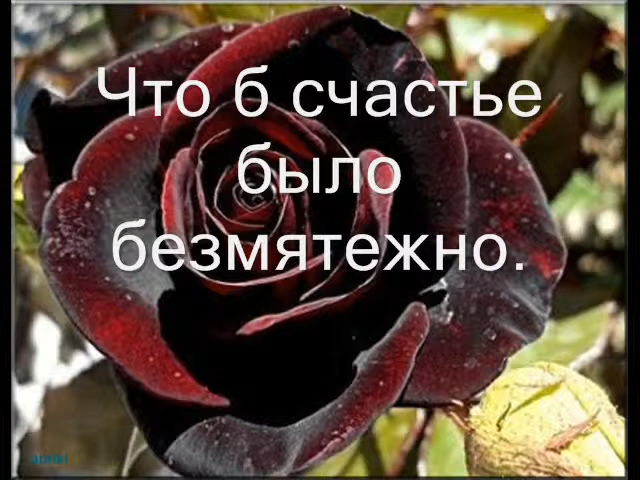 Что б счастье
было
безмятежно.